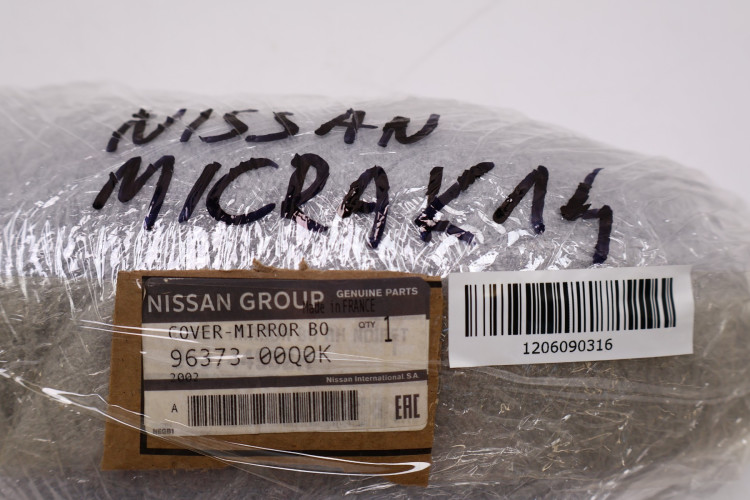 NISSAN
MICRA K14
NISSAN GROUP GENUINE PARTS
Made in FRANCE
COVER-MIRROR BO QTY 1
96373-00Q0K
2002
Nissan International SA
A EAC
N6081
1206090316